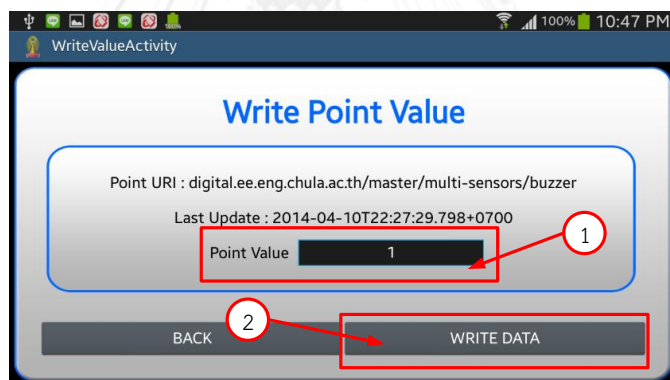 100% 10:47 PM
100%
WriteValueActivity
Write Point Value
Point URI : digital.ee.eng.chula.ac.th/master/multi-sensors/buzzer
Last Update : 2014-04-10T22:27:29.798+0700
1
Point Value 1
2
BACK WRITE DATA